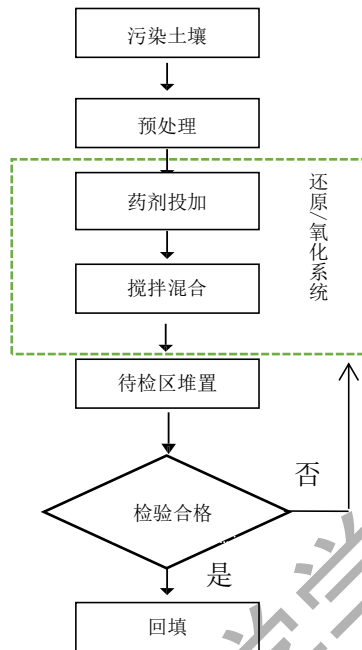 污染土壤
预处理
药剂投加
还原/氧化系统
搅拌混合
待检区堆置
否
检验合格
是
回填
学